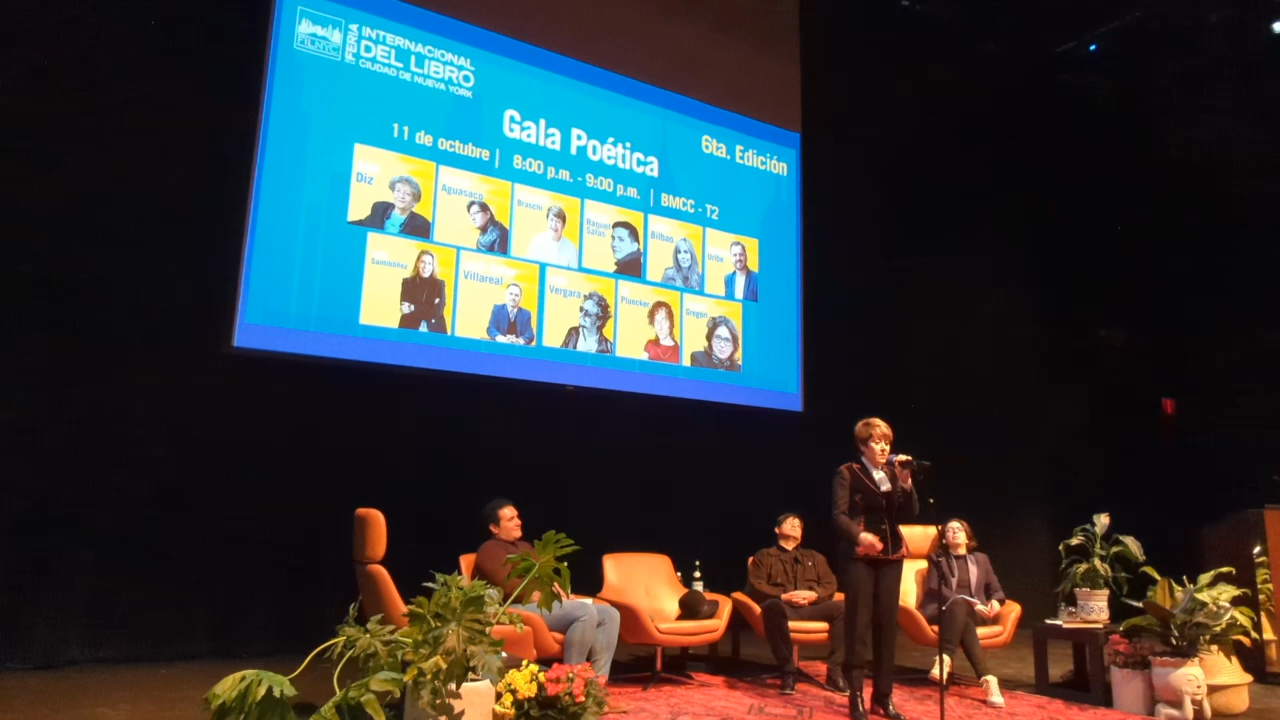 FILNYC
FERIA
INTERNACIONAL
DEL LIBRO
CIUDAD DE NUEVA YORK
Gala Poética
6ta. Edición
11 de octubre | 8:00 p.m. - 9:00 p.m. | BMCC - T2
Diz
Aguasaco
Braschi
Raquel
Salas
Bilbao
Uribe
Santibáñez
Villareal
Vergara
Pluecker
Gregori